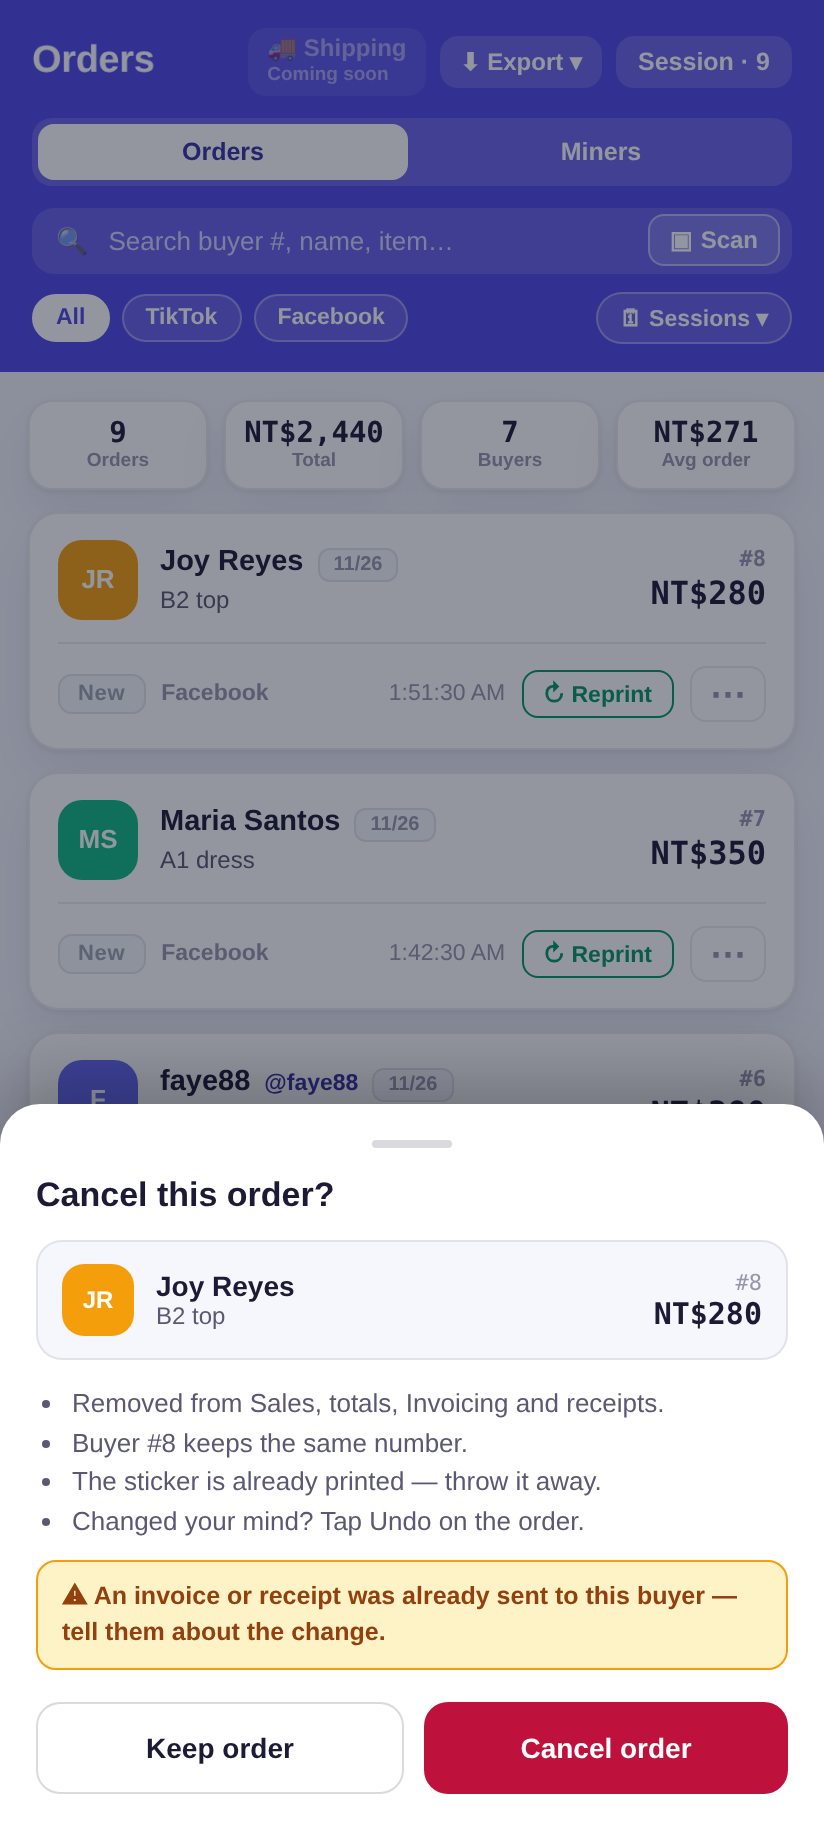 Orders
🚚 Shipping
Coming soon
⬇ Export ▾
Session · 9
Orders
Miners
Search buyer #, name, item…
▣ Scan
All
TikTok
Facebook
🗓 Sessions ▾
9
Orders
NT$2,440
Total
7
Buyers
NT$271
Avg order
JR
Joy Reyes
11/26
B2 top
#8
NT$280
New
Facebook
1:51:30 AM
↻ Reprint
⋯
MS
Maria Santos
11/26
A1 dress
#7
NT$350
New
Facebook
1:42:30 AM
↻ Reprint
⋯
F
faye88
@faye88
11/26
#6
Cancel this order?
JR
Joy Reyes
B2 top
#8
NT$280
• Removed from Sales, totals, Invoicing and receipts.
• Buyer #8 keeps the same number.
• The sticker is already printed — throw it away.
• Changed your mind? Tap Undo on the order.
⚠ An invoice or receipt was already sent to this buyer —
tell them about the change.
Keep order
Cancel order